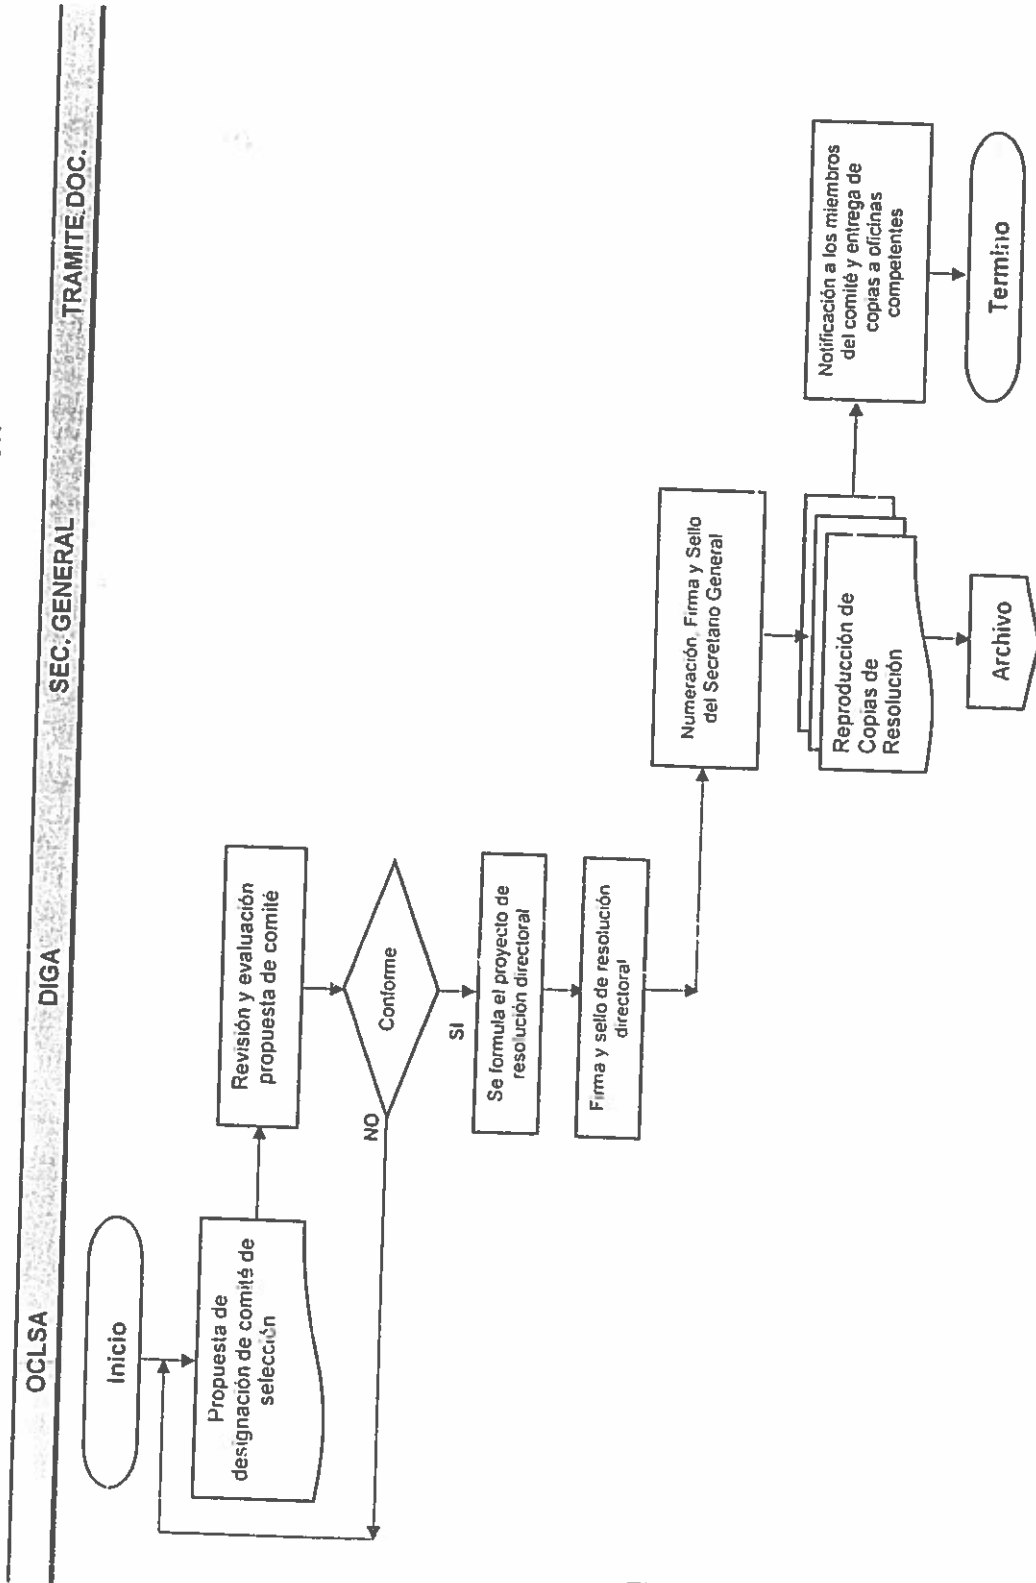 OCLSA
DIGA
SEC. GENERAL
TRAMITE DOC.
Inicio
Propuesta de
designación de comité de
selección
Revisión y evaluación
propuesta de comité
Conforme
NO
SI
Se formula el proyecto de
resolución directoral
Firma y sello de resolución
directoral
Numeración, Firma y Sello
del Secretario General
Reproducción de
Copias de
Resolución
Archivo
Notificación a los miembros
del comité y entrega de
copias a oficinas
competentes
Termino